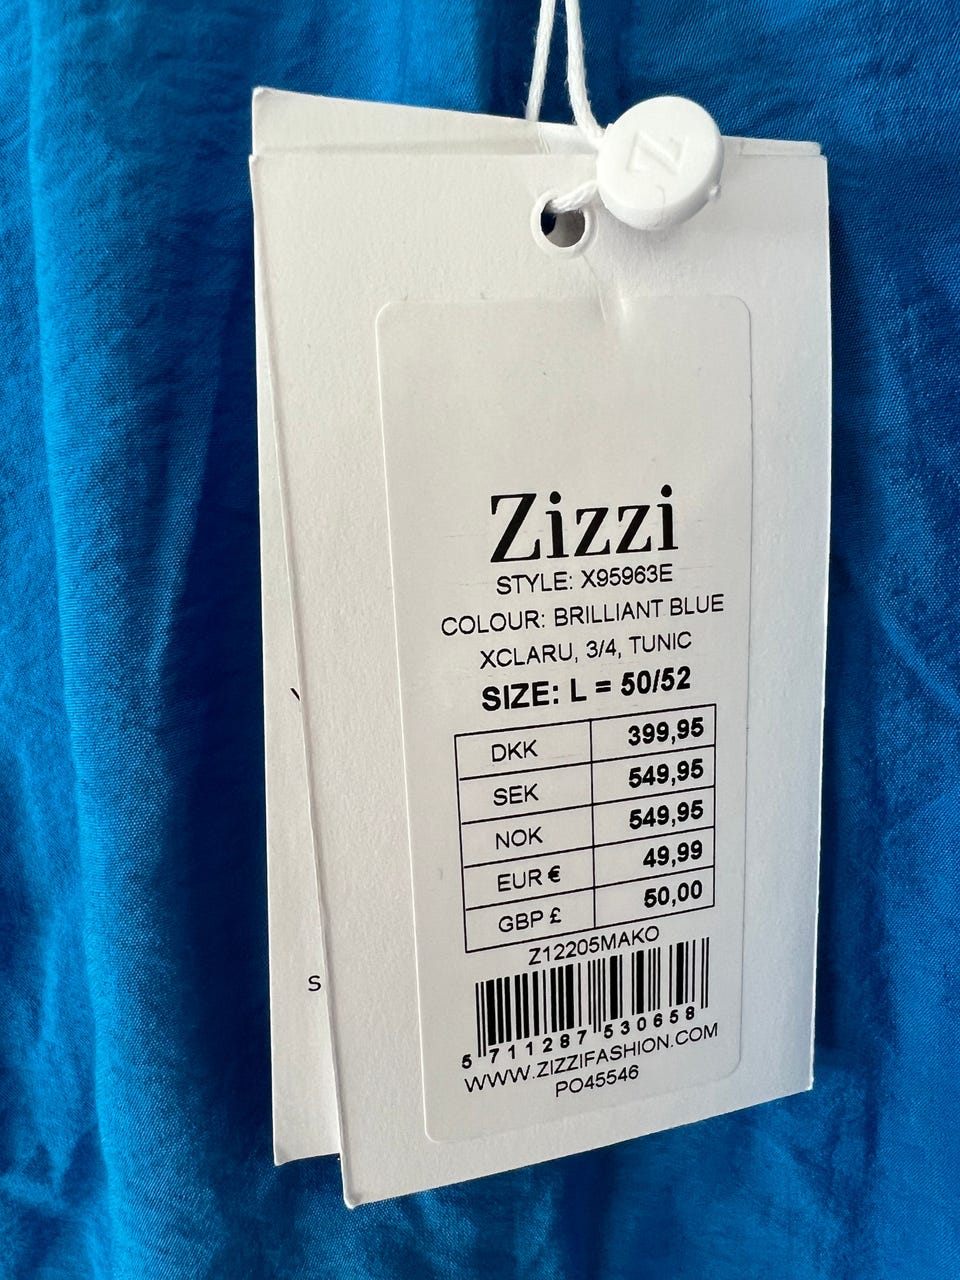 Z
Zizzi
STYLE: X95963E
COLOUR: BRILLIANT BLUE
XCLARU, 3/4, TUNIC
SIZE: L = 50/52
DKK 399,95
SEK 549,95
NOK 549,95
EUR € 49,99
GBP £ 50,00
Z12205MAKO
5 711287 530658
WWW.ZIZZIFASHION.COM
PO45546
S